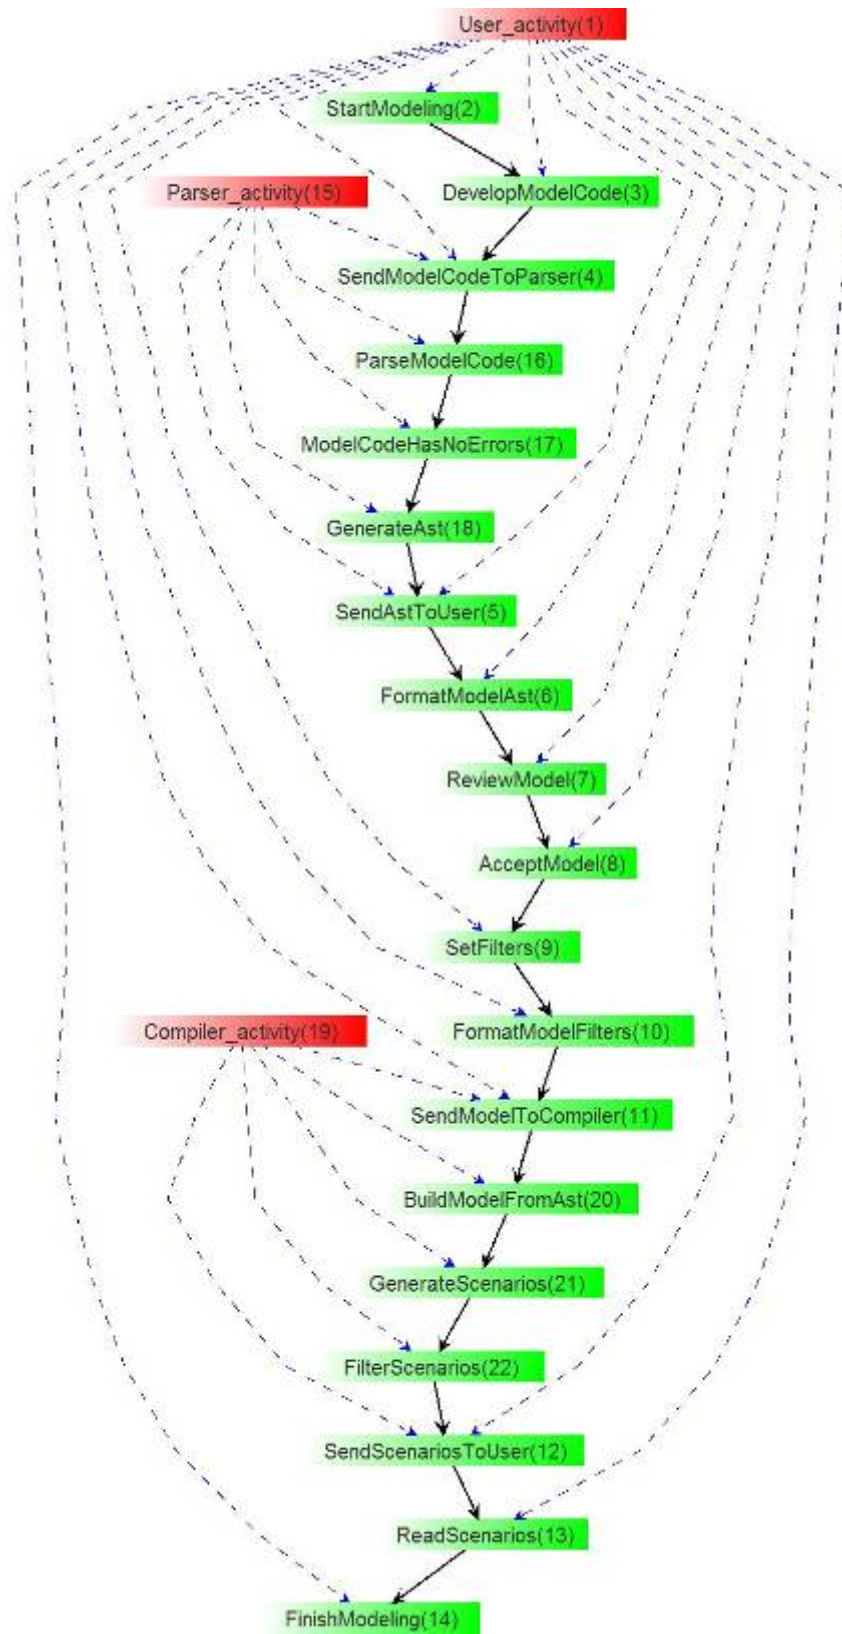 User_activity(1)
StartModeling(2)
Parser_activity(15)
DevelopModelCode(3)
SendModelCodeToParser(4)
ParseModelCode(16)
ModelCodeHasNoErrors(17)
GenerateAst(18)
SendAstToUser(5)
FormatModelAst(6)
ReviewModel(7)
AcceptModel(8)
SetFilters(9)
Compiler_activity(19)
FormatModelFilters(10)
SendModelToCompiler(11)
BuildModelFromAst(20)
GenerateScenarios(21)
FilterScenarios(22)
SendScenariosToUser(12)
ReadScenarios(13)
FinishModeling(14)